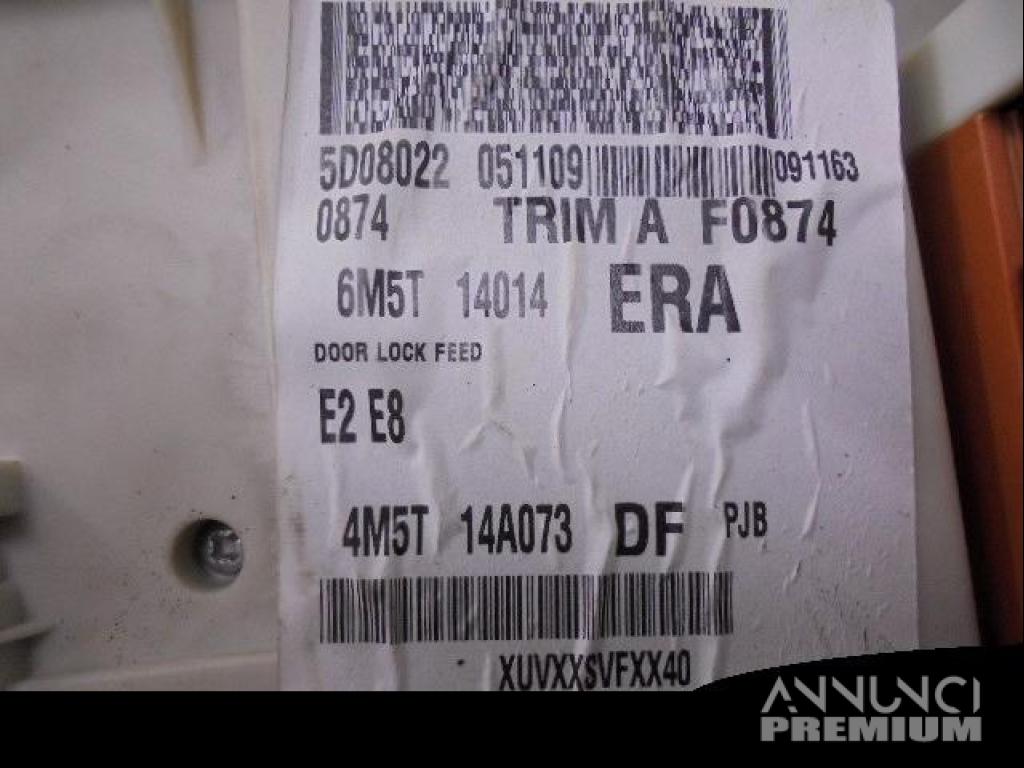 5D08022 051109 091163
0874 TRIM A F0874
6M5T 14014 ERA
DOOR LOCK FEED
E2 E8
4M5T 14A073 DF PJB
XUVXXSVFXX40
ANNUNCI
PREMIUM